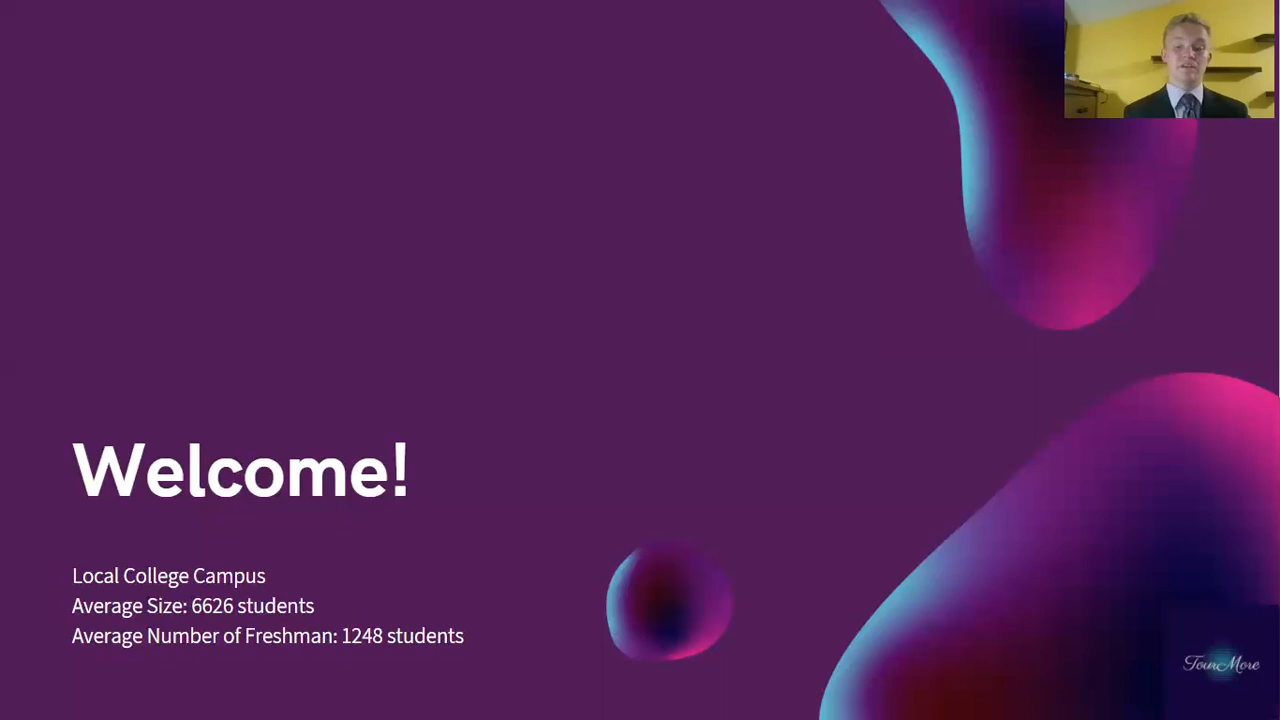 Welcome!
Local College Campus
Average Size: 6626 students
Average Number of Freshman: 1248 students
TourMore